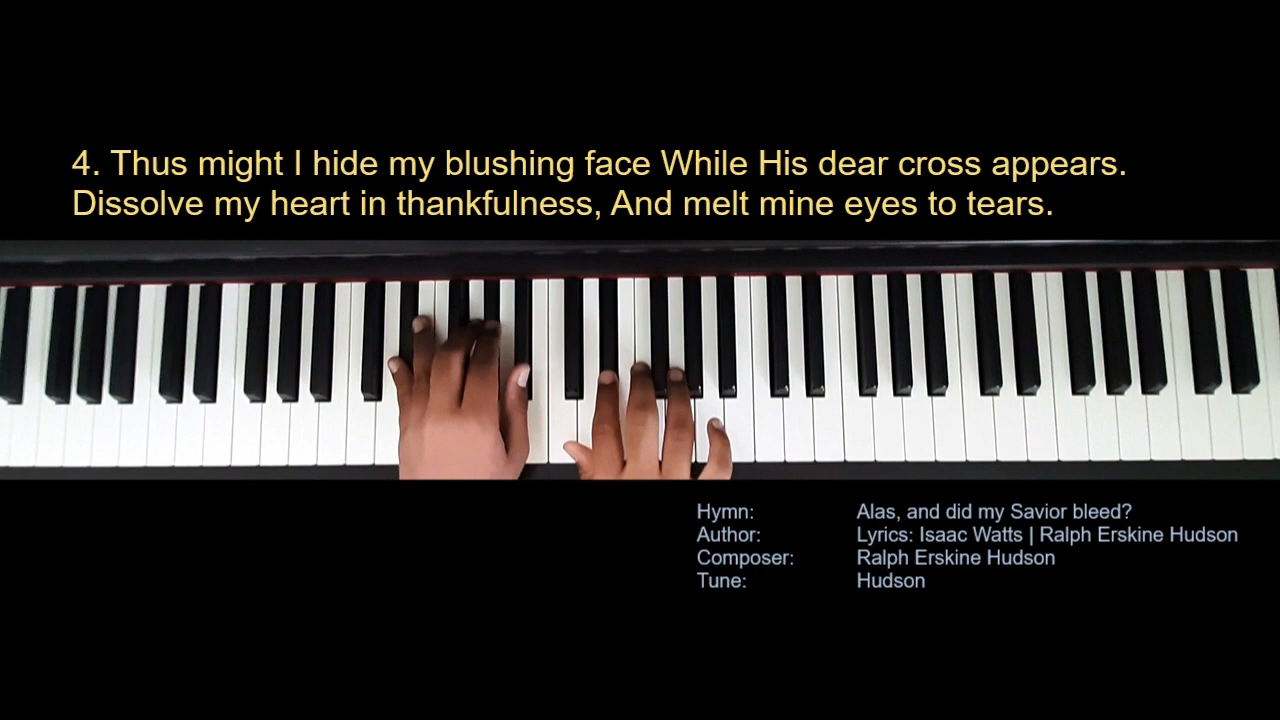 4. Thus might I hide my blushing face While His dear cross appears.
Dissolve my heart in thankfulness, And melt mine eyes to tears.
Hymn: Alas, and did my Savior bleed?
Author: Lyrics: Isaac Watts | Ralph Erskine Hudson
Composer: Ralph Erskine Hudson
Tune: Hudson